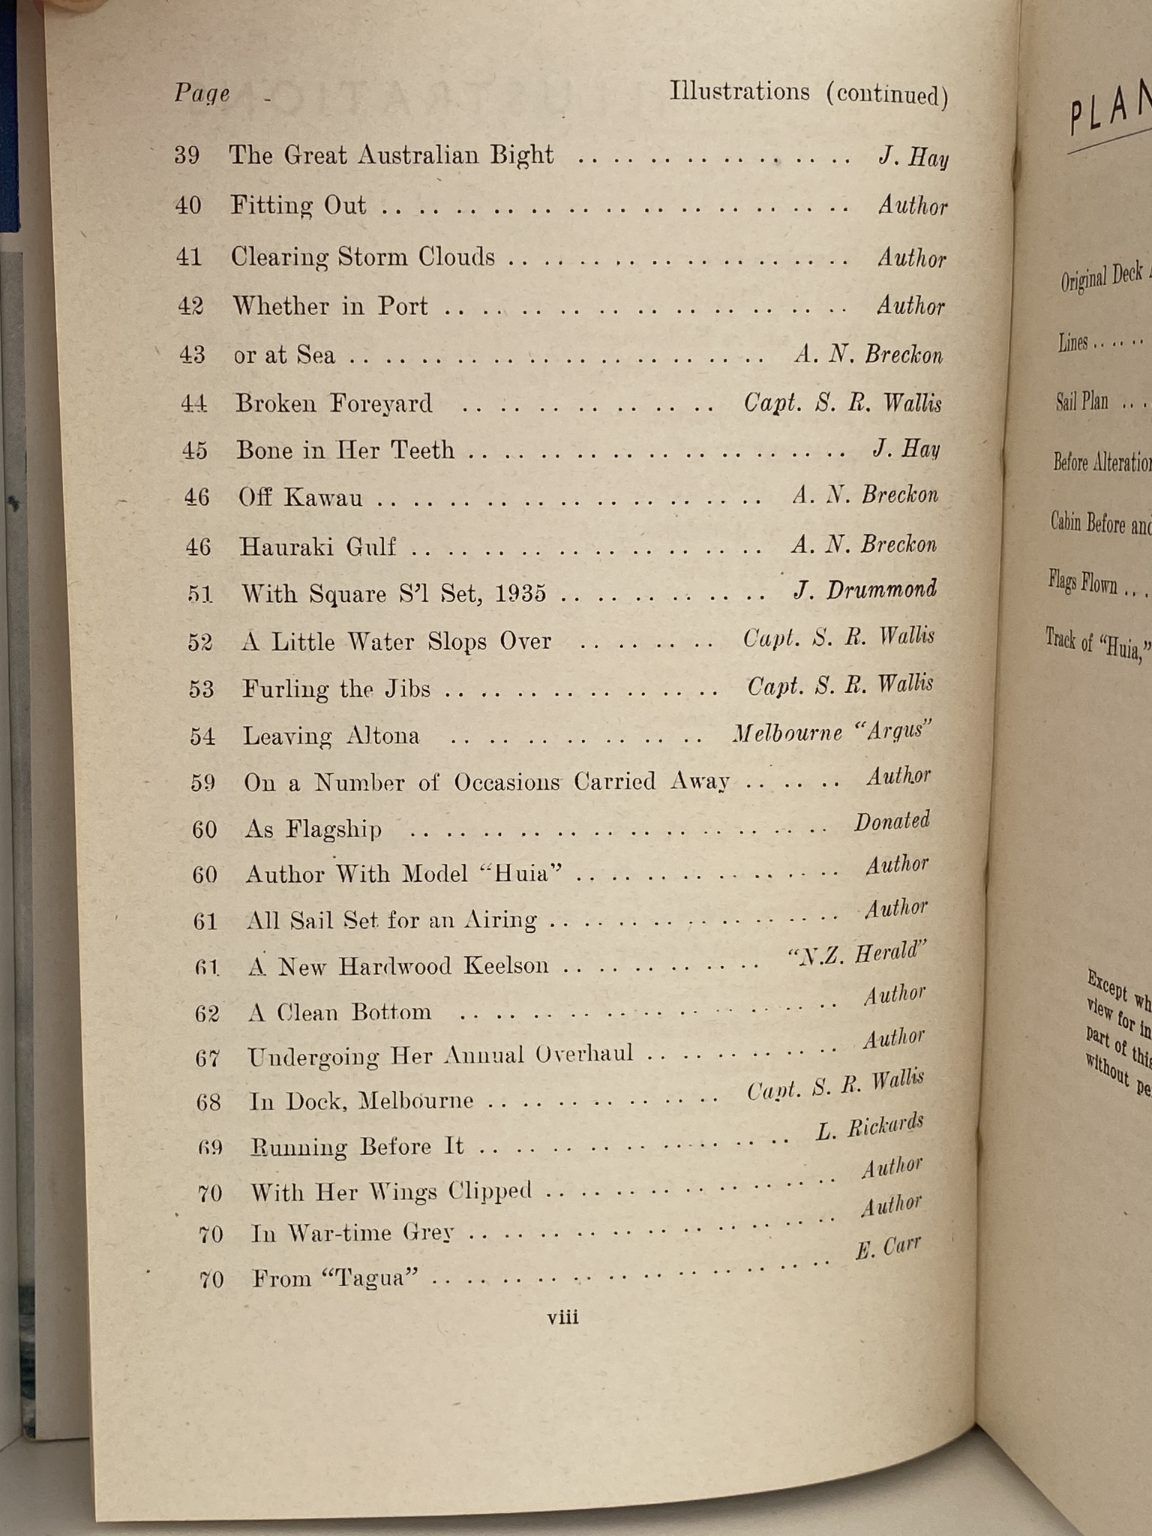 Page Illustrations (continued)
39 The Great Australian Bight .. .. .. .. .. .. .. .. J. Hay
40 Fitting Out .. .. .. .. .. .. .. .. .. .. .. .. .. Author
41 Clearing Storm Clouds .. .. .. .. .. .. .. .. .. .. Author
42 Whether in Port .. .. .. .. .. .. .. .. .. .. .. Author
43 or at Sea .. .. .. .. .. .. .. .. .. .. .. .. A. N. Breckon
44 Broken Foreyard .. .. .. .. .. .. .. Capt. S. R. Wallis
45 Bone in Her Teeth .. .. .. .. .. .. .. .. .. .. .. J. Hay
46 Off Kawau .. .. .. .. .. .. .. .. .. .. .. A. N. Breckon
46 Hauraki Gulf .. .. .. .. .. .. .. .. .. .. A. N. Breckon
51 With Square S'l Set, 1935 .. .. .. .. .. .. J. Drummond
52 A Little Water Slops Over .. .. .. .. Capt. S. R. Wallis
53 Furling the Jibs .. .. .. .. .. .. .. .. Capt. S. R. Wallis
54 Leaving Altona .. .. .. .. .. .. .. Melbourne "Argus"
59 On a Number of Occasions Carried Away .. .. .. Author
60 As Flagship .. .. .. .. .. .. .. .. .. .. .. .. Donated
60 Author With Model "Huia" .. .. .. .. .. .. .. .. Author
61 All Sail Set for an Airing .. .. .. .. .. .. .. .. Author
61 A New Hardwood Keelson .. .. .. .. .. .. "N.Z. Herald"
62 A Clean Bottom .. .. .. .. .. .. .. .. .. .. .. Author
67 Undergoing Her Annual Overhaul .. .. .. .. .. .. Author
68 In Dock, Melbourne .. .. .. .. .. .. .. Capt. S. R. Wallis
69 Running Before It .. .. .. .. .. .. .. .. .. L. Rickards
70 With Her Wings Clipped .. .. .. .. .. .. .. .. .. Author
70 In War-time Grey .. .. .. .. .. .. .. .. .. .. .. Author
70 From "Tagua" .. .. .. .. .. .. .. .. .. .. .. .. E. Carr
viii
Original Deck
Lines .. .. ..
Sail Plan .. .
Before
Cabin Before
Flags Flown .. .
Track of "Huia,"
Except
view for
part of
without